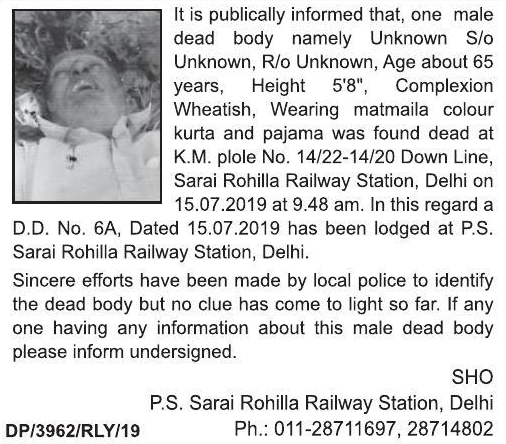 It is publically informed that, one male
dead body namely Unknown S/o
Unknown, R/o Unknown, Age about 65
years, Height 5'8", Complexion
Wheatish, Wearing matmaila colour
kurta and pajama was found dead at
K.M. plole No. 14/22-14/20 Down Line,
Sarai Rohilla Railway Station, Delhi on
15.07.2019 at 9.48 am. In this regard a
D.D. No. 6A, Dated 15.07.2019 has been lodged at P.S.
Sarai Rohilla Railway Station, Delhi.
Sincere efforts have been made by local police to identify
the dead body but no clue has come to light so far. If any
one having any information about this male dead body
please inform undersigned.
SHO
P.S. Sarai Rohilla Railway Station, Delhi
DP/3962/RLY/19 Ph.: 011-28711697, 28714802